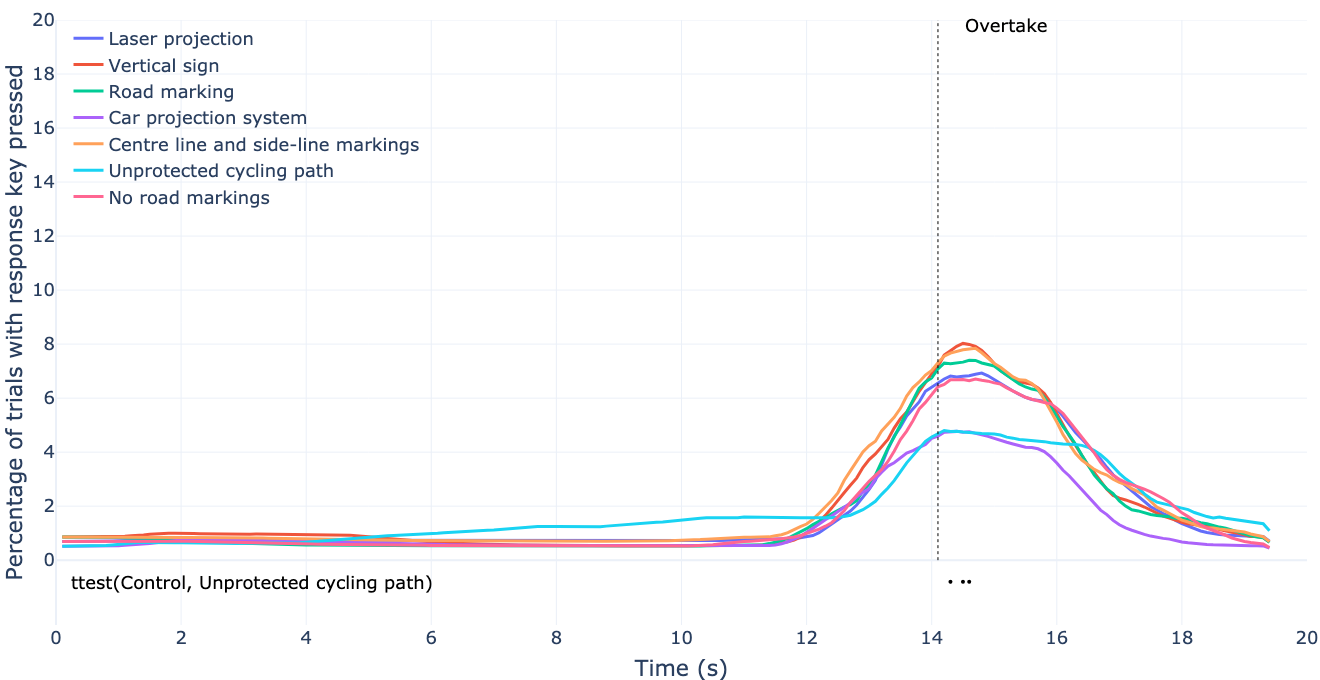 Percentage of trials with response key pressed
20
18
16
14
12
10
8
6
4
2
0
Laser projection
Vertical sign
Road marking
Car projection system
Centre line and side-line markings
Unprotected cycling path
No road markings
Overtake
ttest(Control, Unprotected cycling path)
0 2 4 6 8 10 12 14 16 18 20
Time (s)